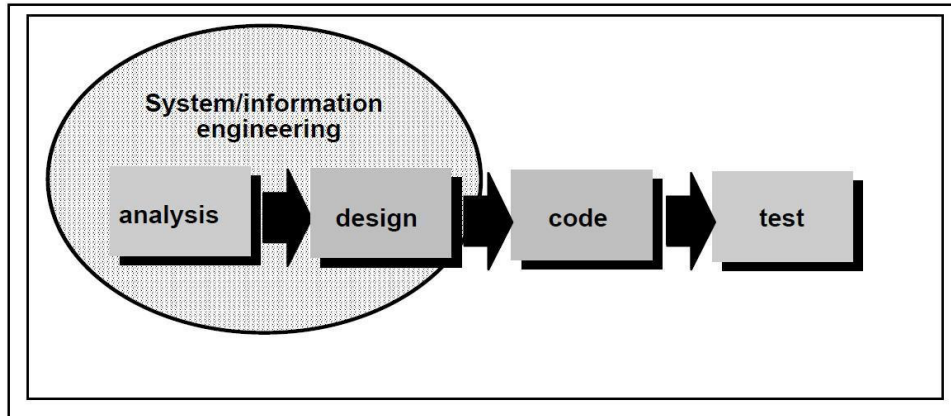 System/information
engineering
analysis
design
code
test